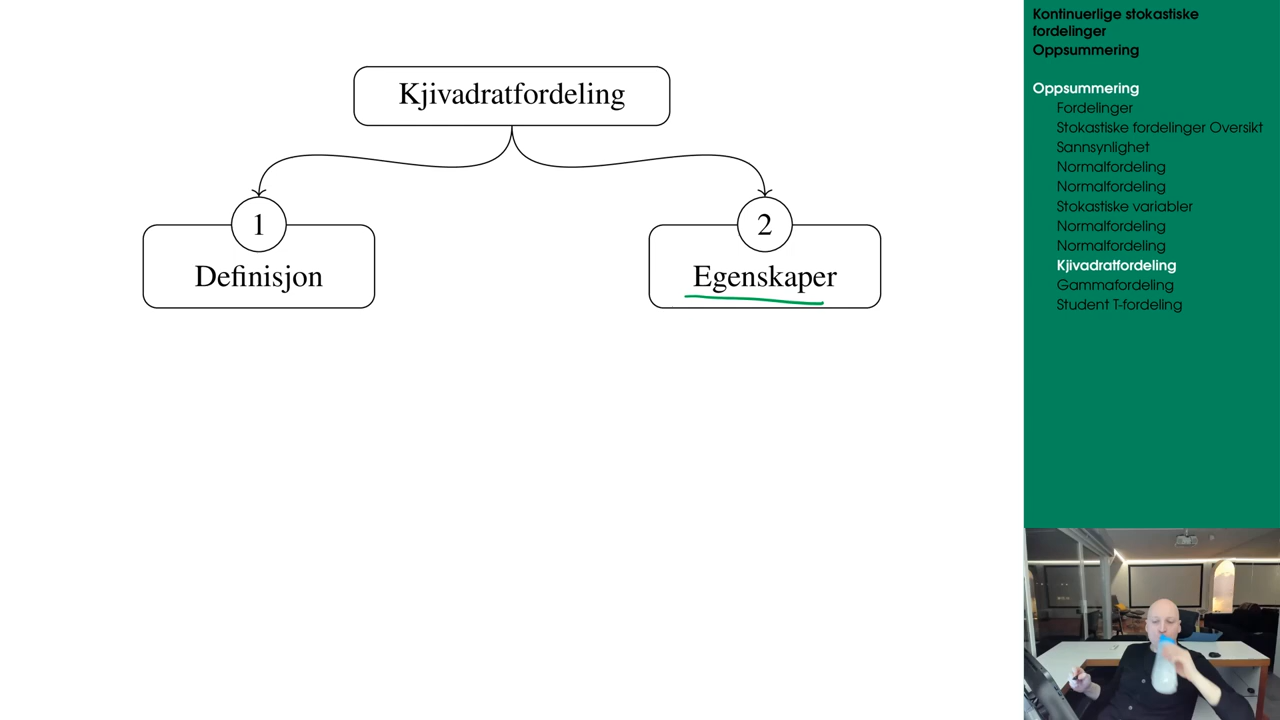 Kjivadratfordeling
1
Definisjon
2
Egenskaper
Kontinuerlige stokastiske
fordelinger
Oppsummering
Oppsummering
Fordelinger
Stokastiske fordelinger Oversikt
Sannsynlighet
Normalfordeling
Normalfordeling
Stokastiske variabler
Normalfordeling
Normalfordeling
Kjivadratfordeling
Gammafordeling
Student T-fordeling